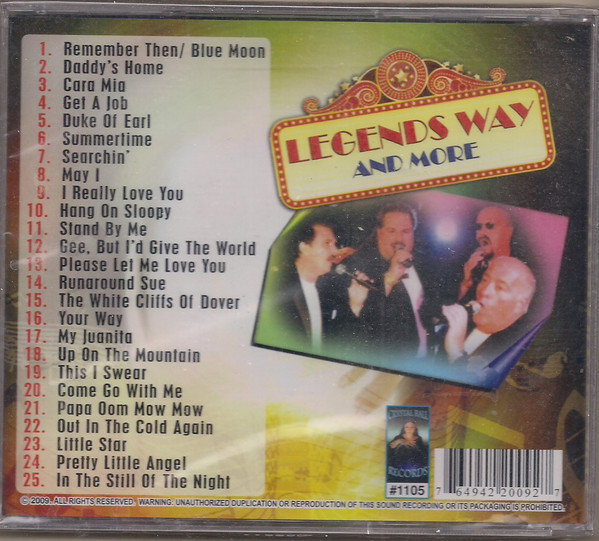 1. Remember Then/ Blue Moon
2. Daddy's Home
3. Cara Mia
4. Get A Job
5. Duke Of Earl
6. Summertime
7. Searchin'
8. May I
9. I Really Love You
10. Hang On Sloopy
11. Stand By Me
12. Gee, But I'd Give The World
13. Please Let Me Love You
14. Runaround Sue
15. The White Cliffs Of Dover
16. Your Way
17. My Juanita
18. Up On The Mountain
19. This I Swear
20. Come Go With Me
21. Papa Oom Mow Mow
22. Out In The Cold Again
23. Little Star
24. Pretty Little Angel
25. In The Still Of The Night
LEGENDS WAY
AND MORE
CRYSTAL BALL
RECORDS
#1105
7 64942 20092 7
© 2009. ALL RIGHTS RESERVED. WARNING: UNAUTHORIZED DUPLICATION OR REPRODUCTION OF THIS SOUND RECORDING OR ITS PACKAGING IS PROHIBITED.